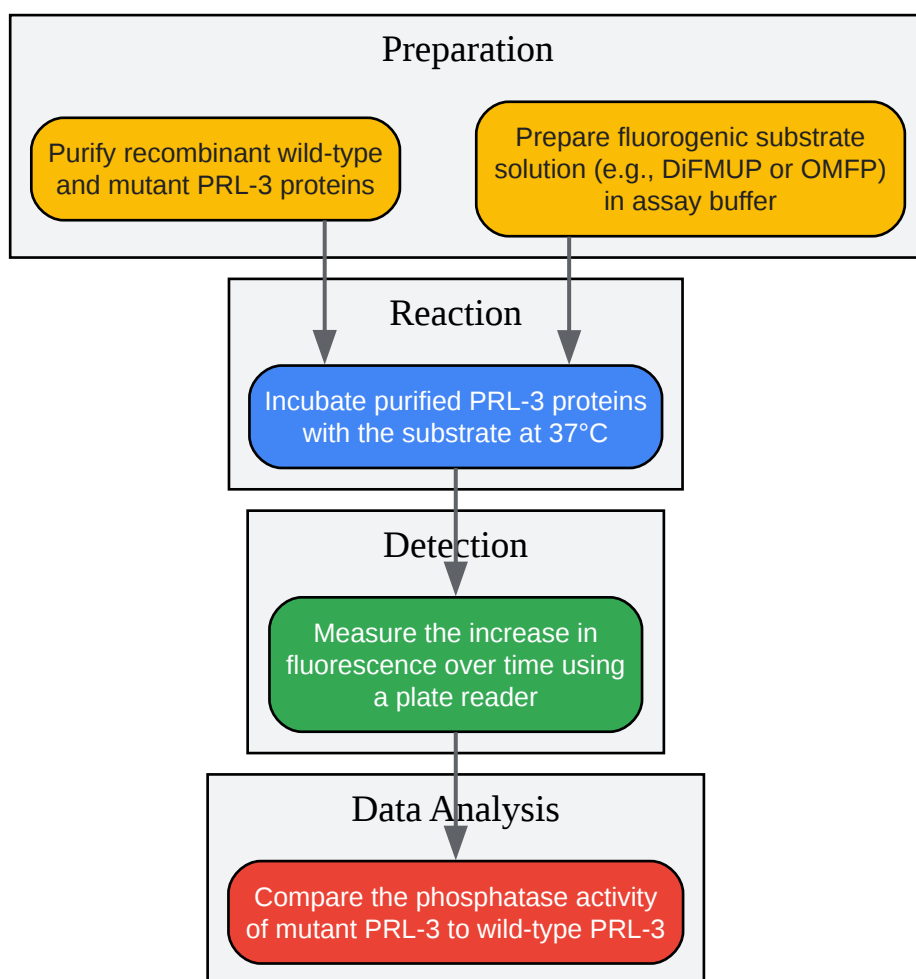 Preparation
Purify recombinant wild-type
and mutant PRL-3 proteins
Prepare fluorogenic substrate
solution (e.g., DiFMUP or OMFP)
in assay buffer
Reaction
Incubate purified PRL-3 proteins
with the substrate at 37°C
Detection
Measure the increase in
fluorescence over time using
a plate reader
Data Analysis
Compare the phosphatase activity
of mutant PRL-3 to wild-type PRL-3